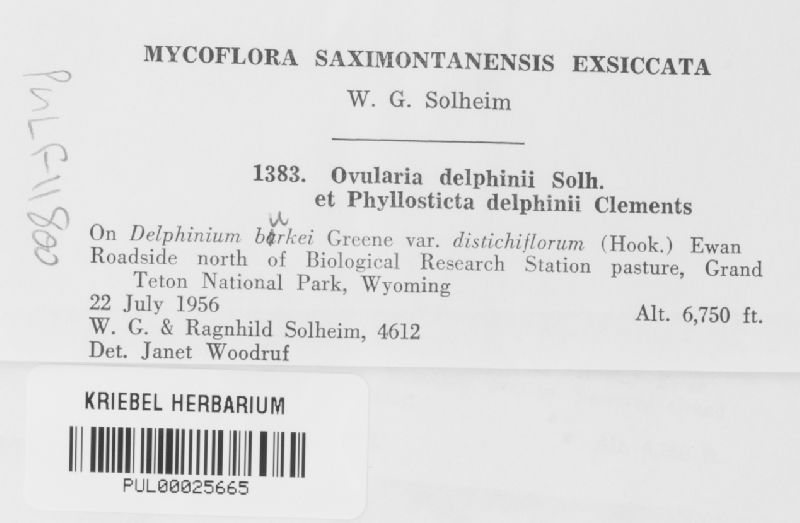 MYCOFLORA SAXIMONTANENSIS EXSICCATA
W. G. Solheim
1383. Ovularia delphinii Solh.
et Phyllosticta delphinii Clements
u
On Delphinium barkei Greene var. distichiflorum (Hook.) Ewan
Roadside north of Biological Research Station pasture, Grand
Teton National Park, Wyoming
22 July 1956 Alt. 6,750 ft.
W. G. & Ragnhild Solheim, 4612
Det. Janet Woodruf
PULF-11800
KRIEBEL HERBARIUM
PUL00025665